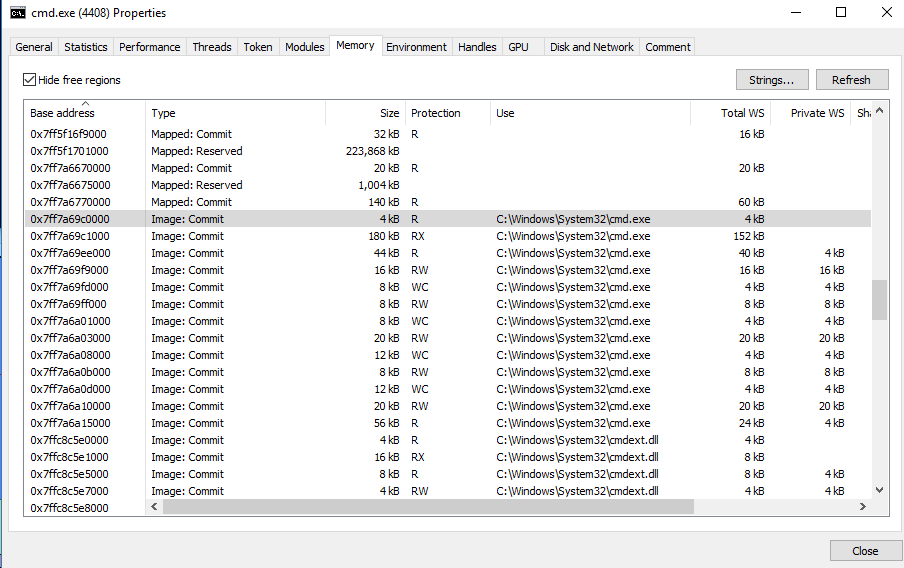 cmd.exe (4408) Properties
General Statistics Performance Threads Token Modules Memory Environment Handles GPU Disk and Network Comment
Hide free regions Strings... Refresh
Base address Type Size Protection Use Total WS Private WS Sha
0x7ff5f16f9000 Mapped: Commit 32 kB R 16 kB
0x7ff5f1701000 Mapped: Reserved 223,868 kB
0x7ff7a6670000 Mapped: Commit 20 kB R 20 kB
0x7ff7a6675000 Mapped: Reserved 1,004 kB
0x7ff7a6770000 Mapped: Commit 140 kB R 60 kB
0x7ff7a69c0000 Image: Commit 4 kB R C:\Windows\System32\cmd.exe 4 kB
0x7ff7a69c1000 Image: Commit 180 kB RX C:\Windows\System32\cmd.exe 152 kB
0x7ff7a69ee000 Image: Commit 44 kB R C:\Windows\System32\cmd.exe 40 kB 4 kB
0x7ff7a69f9000 Image: Commit 16 kB RW C:\Windows\System32\cmd.exe 16 kB 16 kB
0x7ff7a69fd000 Image: Commit 8 kB WC C:\Windows\System32\cmd.exe 4 kB 4 kB
0x7ff7a69ff000 Image: Commit 8 kB RW C:\Windows\System32\cmd.exe 8 kB 8 kB
0x7ff7a6a01000 Image: Commit 8 kB WC C:\Windows\System32\cmd.exe 4 kB 4 kB
0x7ff7a6a03000 Image: Commit 20 kB RW C:\Windows\System32\cmd.exe 20 kB 20 kB
0x7ff7a6a08000 Image: Commit 12 kB WC C:\Windows\System32\cmd.exe 4 kB 4 kB
0x7ff7a6a0b000 Image: Commit 8 kB RW C:\Windows\System32\cmd.exe 8 kB 8 kB
0x7ff7a6a0d000 Image: Commit 12 kB WC C:\Windows\System32\cmd.exe 4 kB 4 kB
0x7ff7a6a10000 Image: Commit 20 kB RW C:\Windows\System32\cmd.exe 20 kB 20 kB
0x7ff7a6a15000 Image: Commit 56 kB R C:\Windows\System32\cmd.exe 24 kB 4 kB
0x7ffc8c5e0000 Image: Commit 4 kB R C:\Windows\System32\cmdext.dll 4 kB
0x7ffc8c5e1000 Image: Commit 16 kB RX C:\Windows\System32\cmdext.dll 8 kB
0x7ffc8c5e5000 Image: Commit 8 kB R C:\Windows\System32\cmdext.dll 8 kB 4 kB
0x7ffc8c5e7000 Image: Commit 4 kB RW C:\Windows\System32\cmdext.dll 4 kB 4 kB
0x7ffc8c5e8000
Close